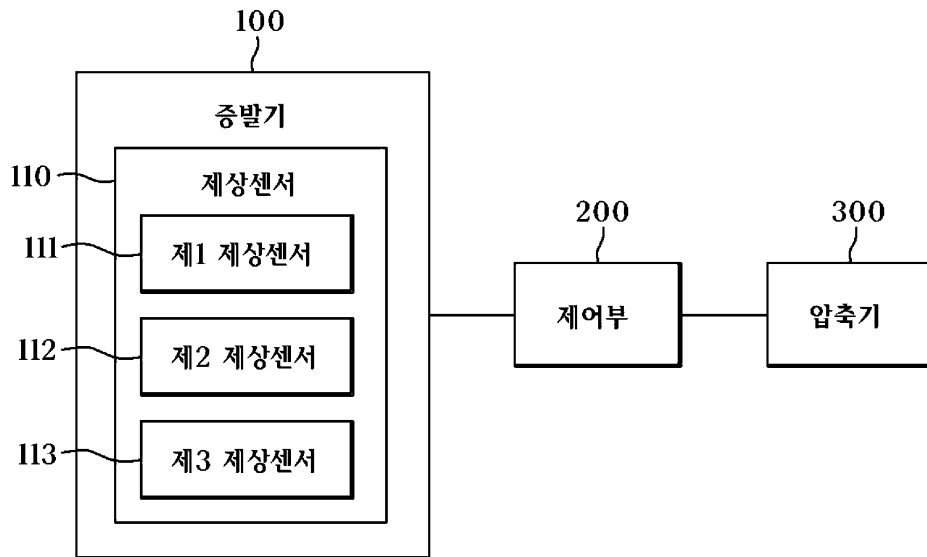 100
증발기
110
제상센서
111
제1 제상센서
112
제2 제상센서
113
제3 제상센서
200
제어부
300
압축기